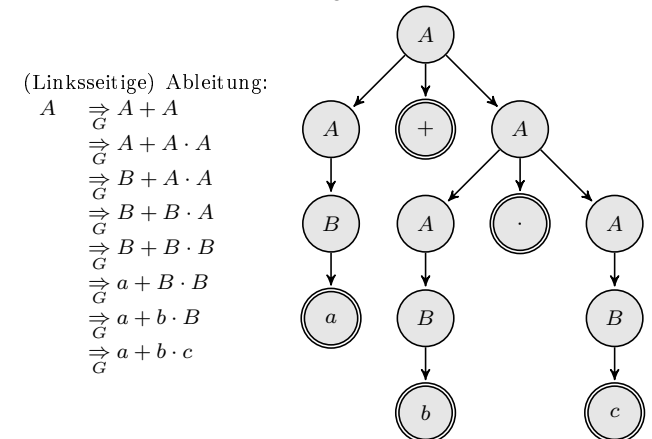 (Linksseitige) Ableitung:
A ⇒G A + A
⇒G A + A · A
⇒G B + A · A
⇒G B + B · A
⇒G B + B · B
⇒G a + B · B
⇒G a + b · B
⇒G a + b · c
A
A + A
B A · A
a B B
b c